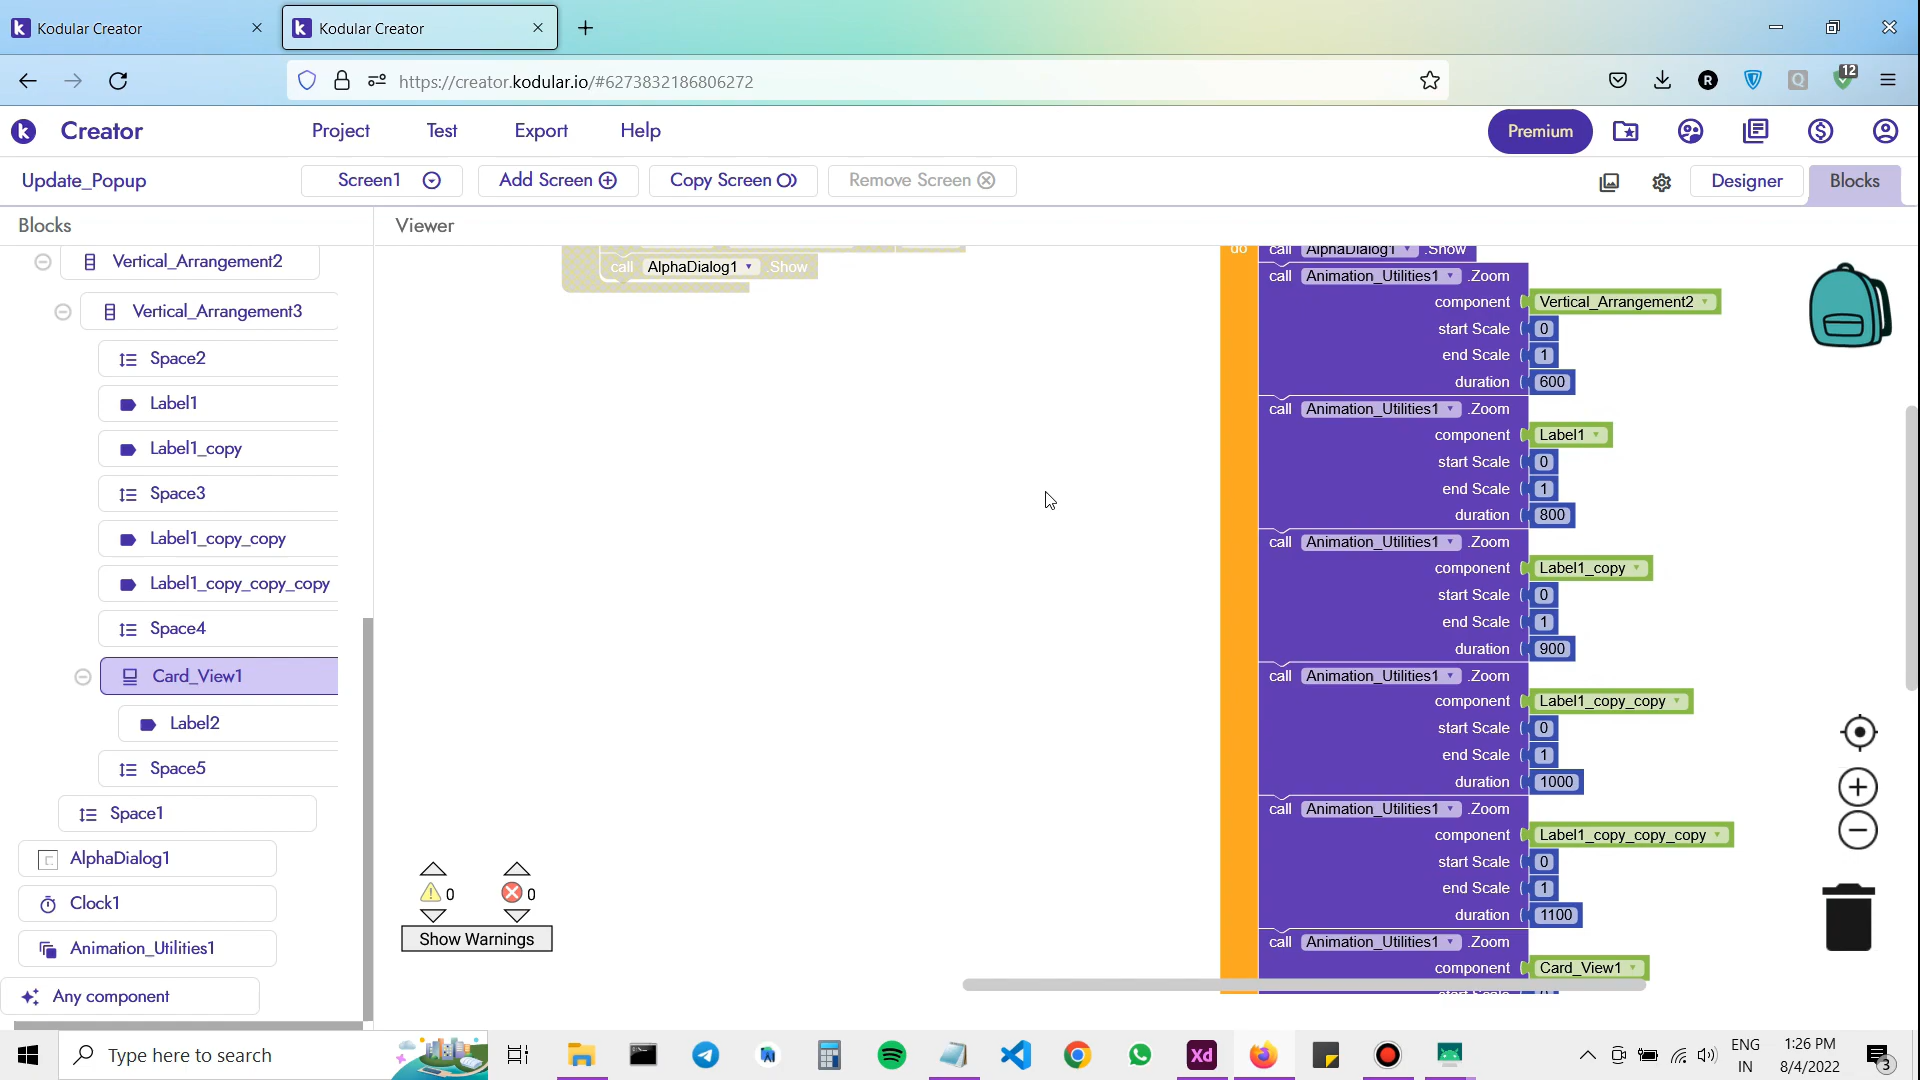 Kodular Creator
Kodular Creator
https://creator.kodular.io/#6273832186806272
12
Creator
Project
Test
Export
Help
Premium
Update_Popup
Screen1
Add Screen
Copy Screen
Remove Screen
Designer
Blocks
Blocks
Viewer
Vertical_Arrangement2
Vertical_Arrangement3
Space2
Label1
Label1_copy
Space3
Label1_copy_copy
Label1_copy_copy_copy
Space4
Card_View1
Label2
Space5
Space1
AlphaDialog1
Clock1
Animation_Utilities1
Any component
call AlphaDialog1 .Show
do call AlphaDialog1 .Show
call Animation_Utilities1 .Zoom
component Vertical_Arrangement2
start Scale 0
end Scale 1
duration 600
call Animation_Utilities1 .Zoom
component Label1
start Scale 0
end Scale 1
duration 800
call Animation_Utilities1 .Zoom
component Label1_copy
start Scale 0
end Scale 1
duration 900
call Animation_Utilities1 .Zoom
component Label1_copy_copy
start Scale 0
end Scale 1
duration 1000
call Animation_Utilities1 .Zoom
component Label1_copy_copy_copy
start Scale 0
end Scale 1
duration 1100
call Animation_Utilities1 .Zoom
component Card_View1
0 0
Show Warnings
Type here to search
ENG
IN
1:26 PM
8/4/2022
3